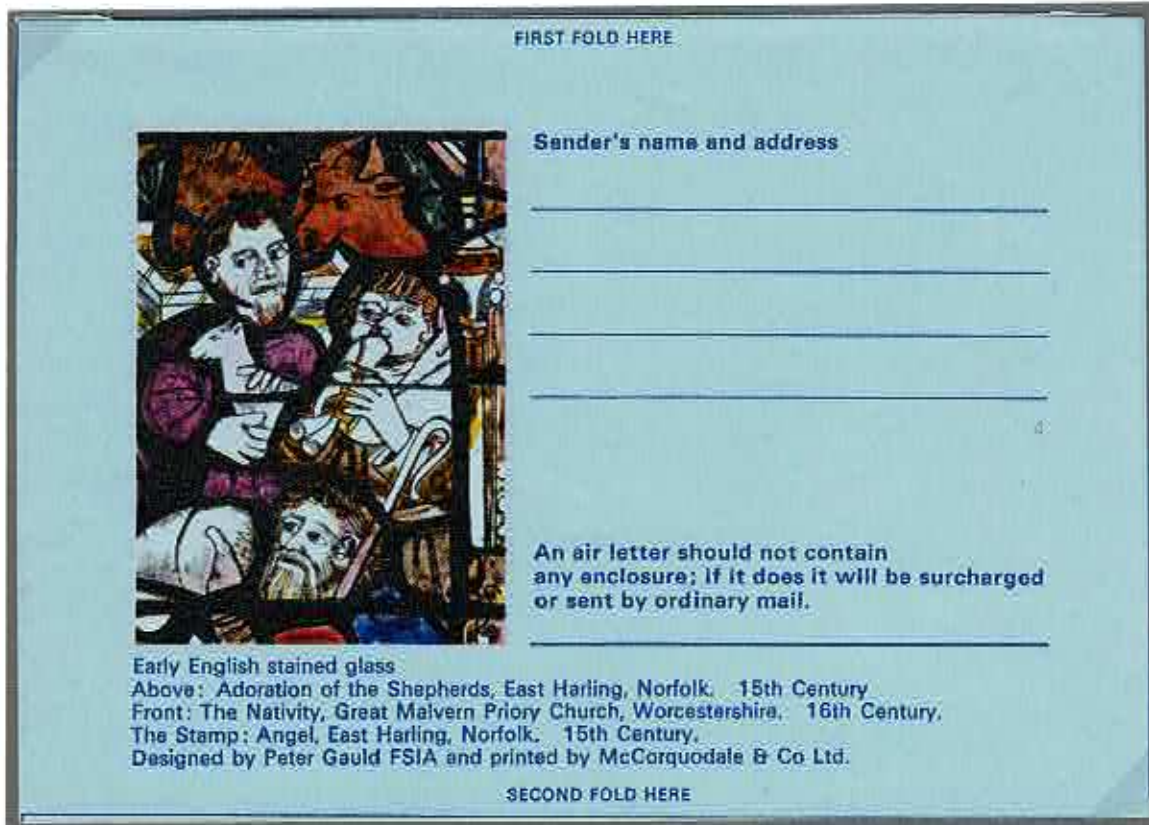 FIRST FOLD HERE
Sender's name and address
An air letter should not contain
any enclosure; if it does it will be surcharged
or sent by ordinary mail.
Early English stained glass
Above: Adoration of the Shepherds, East Harling, Norfolk. 15th Century
Front: The Nativity, Great Malvern Priory Church, Worcestershire. 16th Century.
The Stamp: Angel, East Harling, Norfolk. 15th Century.
Designed by Peter Gauld FSIA and printed by McCorquodale & Co Ltd.
SECOND FOLD HERE